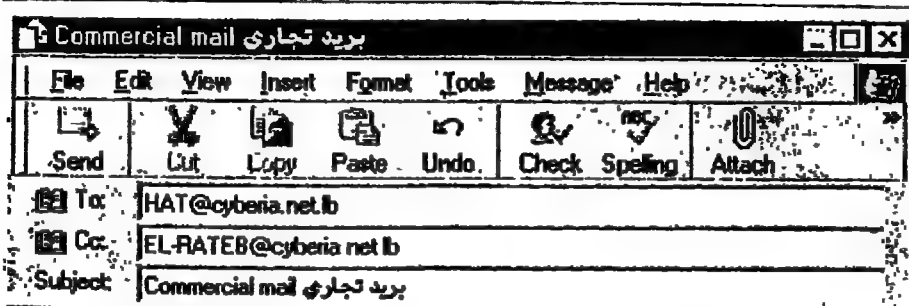 Commercial mail بريد تجاري
File Edit View Insert Format Tools Message Help
Send Cut Copy Paste Undo Check Spelling Attach »
To: HAT@cyberia.net.lb
Cc: EL-RATEB@cyberia.net.lb
Subject: Commercial mail بريد تجاري